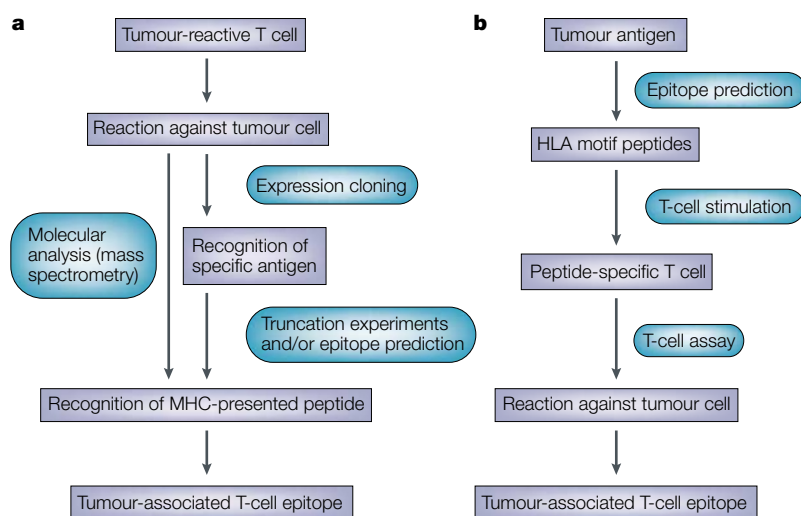 a
Tumour-reactive T cell
Reaction against tumour cell
Expression cloning
Molecular
analysis (mass
spectrometry)
Recognition of
specific antigen
Truncation experiments
and/or epitope prediction
Recognition of MHC-presented peptide
Tumour-associated T-cell epitope
b
Tumour antigen
Epitope prediction
HLA motif peptides
T-cell stimulation
Peptide-specific T cell
T-cell assay
Reaction against tumour cell
Tumour-associated T-cell epitope